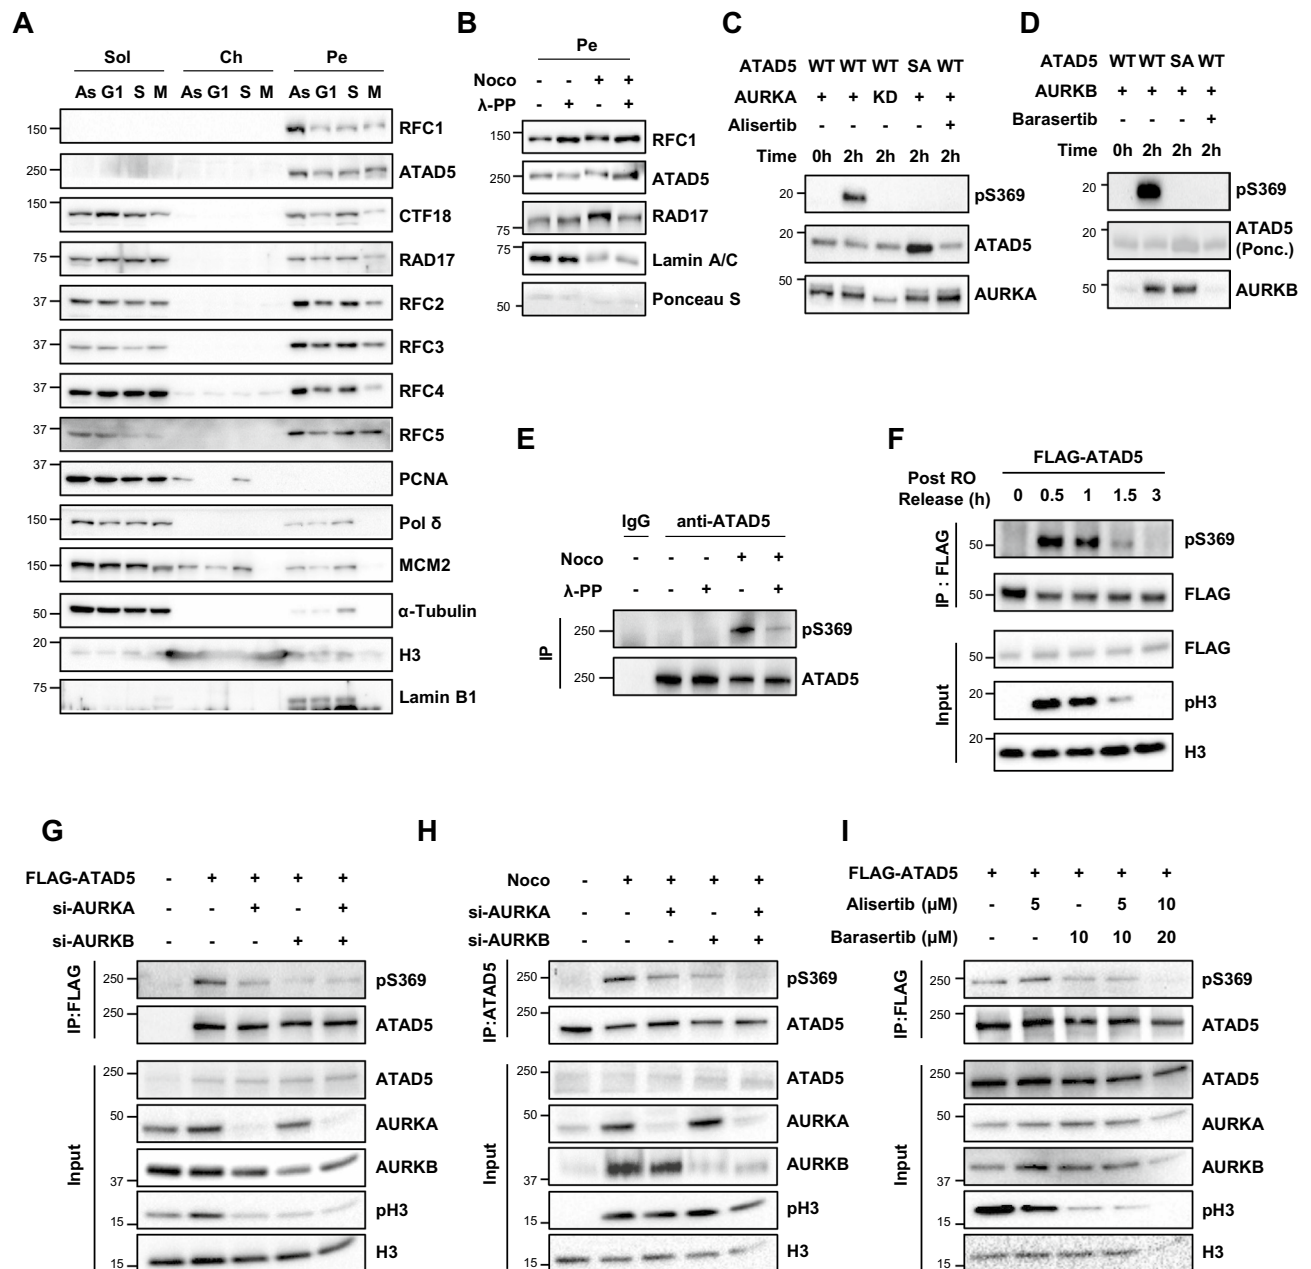 A
Sol Ch Pe
As G1 S M As G1 S M As G1 S M
150 RFC1
250 ATAD5
150 CTF18
75 RAD17
37 RFC2
37 RFC3
37 RFC4
37 RFC5
37 PCNA
150 Pol δ
150 MCM2
50 α-Tubulin
20 H3
75 Lamin B1
B
Pe
Noco - - + +
λ-PP - + - +
150 RFC1
250 ATAD5
75 RAD17
75 Lamin A/C
50 Ponceau S
C
ATAD5 WT WT WT SA WT
AURKA + + KD + +
Alisertib - - - - +
Time 0h 2h 2h 2h 2h
20 pS369
20 ATAD5
50 AURKA
D
ATAD5 WT WT SA WT
AURKB + + + +
Barasertib - - - +
Time 0h 2h 2h 2h
20 pS369
20 ATAD5
(Ponc.)
50 AURKB
E
IgG anti-ATAD5
Noco - - - + +
λ-PP - - + - +
IP
250 pS369
250 ATAD5
F
FLAG-ATAD5
Post RO
Release (h) 0 0.5 1 1.5 3
IP : FLAG
50 pS369
50 FLAG
Input
50 FLAG
20 pH3
20 H3
G
FLAG-ATAD5 - + + + +
si-AURKA - - + - +
si-AURKB - - - + +
IP:FLAG
250 pS369
250 ATAD5
Input
250 ATAD5
50 AURKA
37 AURKB
15 pH3
15 H3
H
Noco - + + + +
si-AURKA - - + - +
si-AURKB - - - + +
IP:ATAD5
250 pS369
250 ATAD5
Input
250 ATAD5
50 AURKA
37 AURKB
15 pH3
15 H3
I
FLAG-ATAD5 + + + + +
Alisertib (μM) - 5 - 5 10
Barasertib (μM) - - 10 10 20
IP:FLAG
250 pS369
250 ATAD5
Input
250 ATAD5
50 AURKA
37 AURKB
15 pH3
15 H3